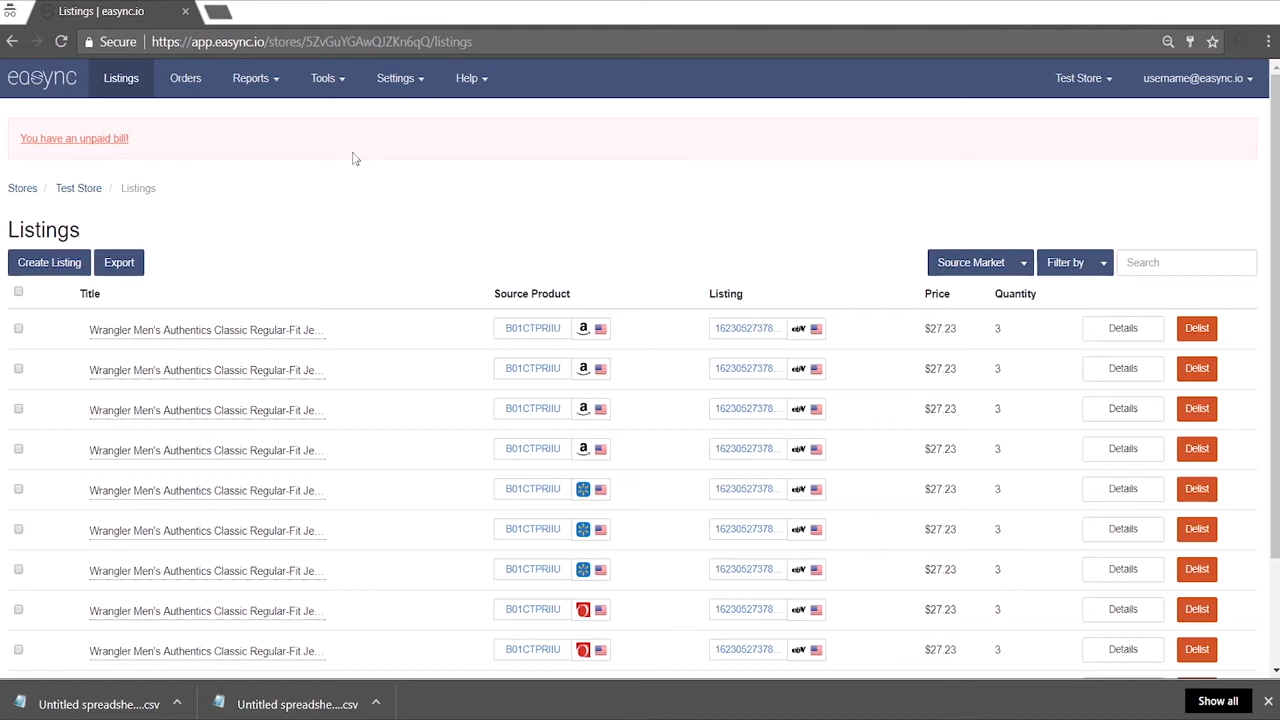 Listings | easync.io
Secure https://app.easync.io/stores/5ZvGuYGAwQJZKn6qQ/listings
easync Listings Orders Reports Tools Settings Help Test Store username@easync.io
You have an unpaid bill!
Stores / Test Store / Listings
Listings
Create Listing Export Source Market Filter by Search
Title Source Product Listing Price Quantity
Wrangler Men's Authentics Classic Regular-Fit Je... B01CTPRIIU a 16230527378... ebay $27.23 3 Details Delist
Wrangler Men's Authentics Classic Regular-Fit Je... B01CTPRIIU a 16230527378... ebay $27.23 3 Details Delist
Wrangler Men's Authentics Classic Regular-Fit Je... B01CTPRIIU a 16230527378... ebay $27.23 3 Details Delist
Wrangler Men's Authentics Classic Regular-Fit Je... B01CTPRIIU a 16230527378... ebay $27.23 3 Details Delist
Wrangler Men's Authentics Classic Regular-Fit Je... B01CTPRIIU 16230527378... ebay $27.23 3 Details Delist
Wrangler Men's Authentics Classic Regular-Fit Je... B01CTPRIIU 16230527378... ebay $27.23 3 Details Delist
Wrangler Men's Authentics Classic Regular-Fit Je... B01CTPRIIU 16230527378... ebay $27.23 3 Details Delist
Wrangler Men's Authentics Classic Regular-Fit Je... B01CTPRIIU 16230527378... ebay $27.23 3 Details Delist
Wrangler Men's Authentics Classic Regular-Fit Je... B01CTPRIIU 16230527378... ebay $27.23 3 Details Delist
Untitled spreadshe....csv Untitled spreadshe....csv Show all